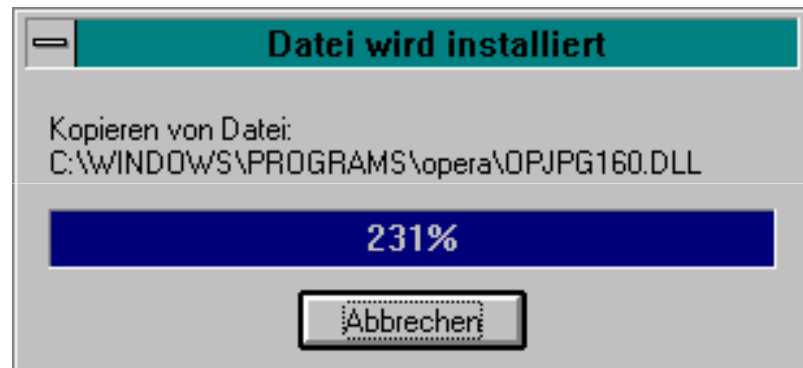 Datei wird installiert
Kopieren von Datei:
C:\WINDOWS\PROGRAMS\opera\OPJPG160.DLL
231%
Abbrechen